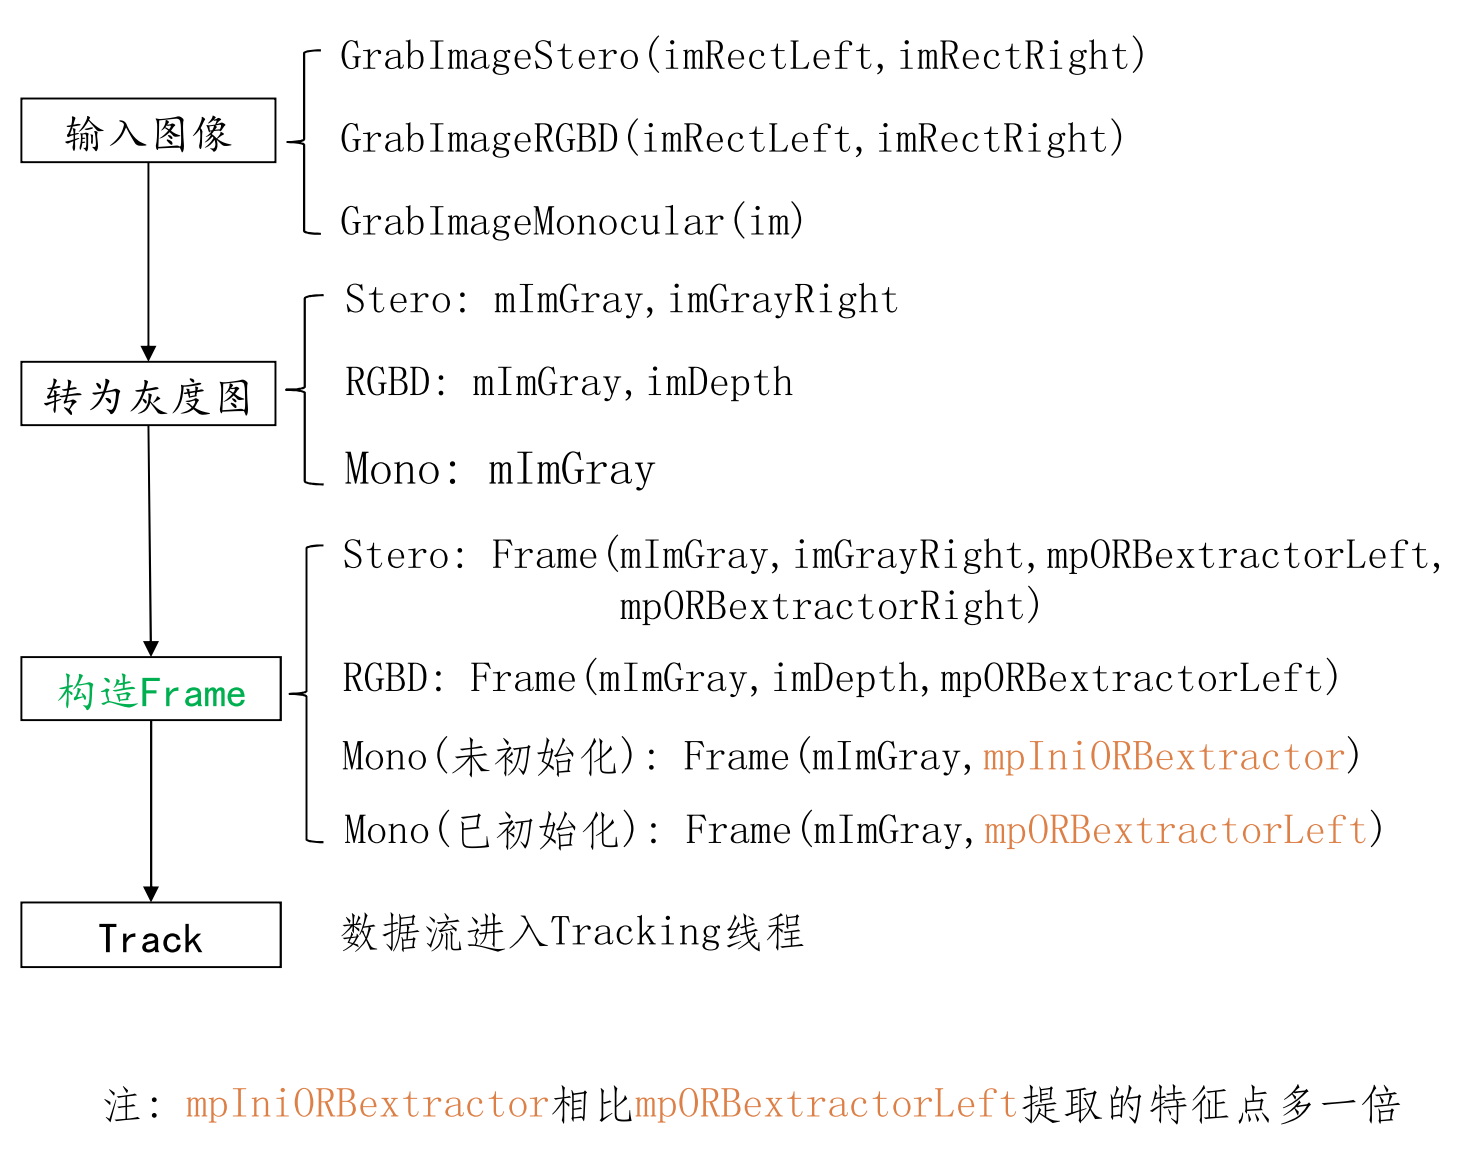 输入图像
GrabImageStero(imRectLeft,imRectRight)
GrabImageRGBD(imRectLeft,imRectRight)
GrabImageMonocular(im)
转为灰度图
Stero: mImGray,imGrayRight
RGBD: mImGray,imDepth
Mono: mImGray
构造Frame
Stero: Frame(mImGray,imGrayRight,mpORBextractorLeft,
mpORBextractorRight)
RGBD: Frame(mImGray,imDepth,mpORBextractorLeft)
Mono(未初始化): Frame(mImGray,mpIniORBextractor)
Mono(已初始化): Frame(mImGray,mpORBextractorLeft)
Track
数据流进入Tracking线程
注: mpIniORBextractor相比mpORBextractorLeft提取的特征点多一倍